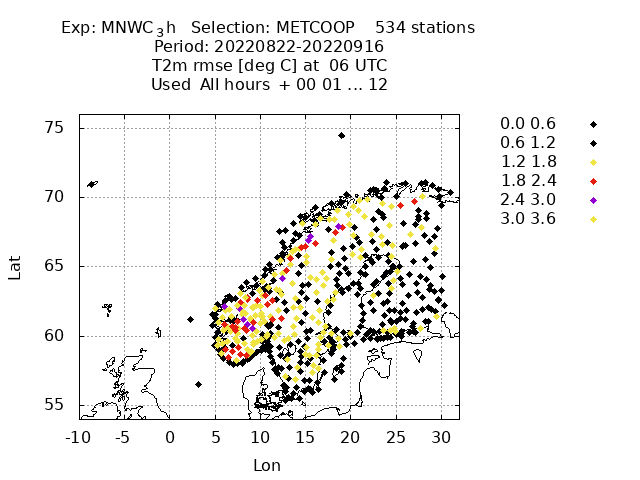 Exp: MNWC3h   Selection: METCOOP    534 stations
Period: 20220822-20220916
T2m rmse [deg C] at  06 UTC
Used  All hours  + 00 01 ... 12
0.0 0.6
0.6 1.2
1.2 1.8
1.8 2.4
2.4 3.0
3.0 3.6
75
70
65
60
55
Lat
-10 -5 0 5 10 15 20 25 30
Lon